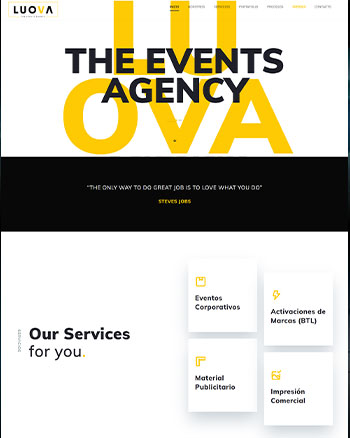 LUOVA
INICIO NOSOTROS SERVICIOS PORTAFOLIO PROCESOS CONTACTO
LU
OVA
THE EVENTS
AGENCY
"THE ONLY WAY TO DO GREAT JOB IS TO LOVE WHAT YOU DO"
STEVES JOBS
Our Services
for you.
Eventos
Corporativos
Activaciones de
Marcas (BTL)
Material
Publicitario
Impresión
Comercial